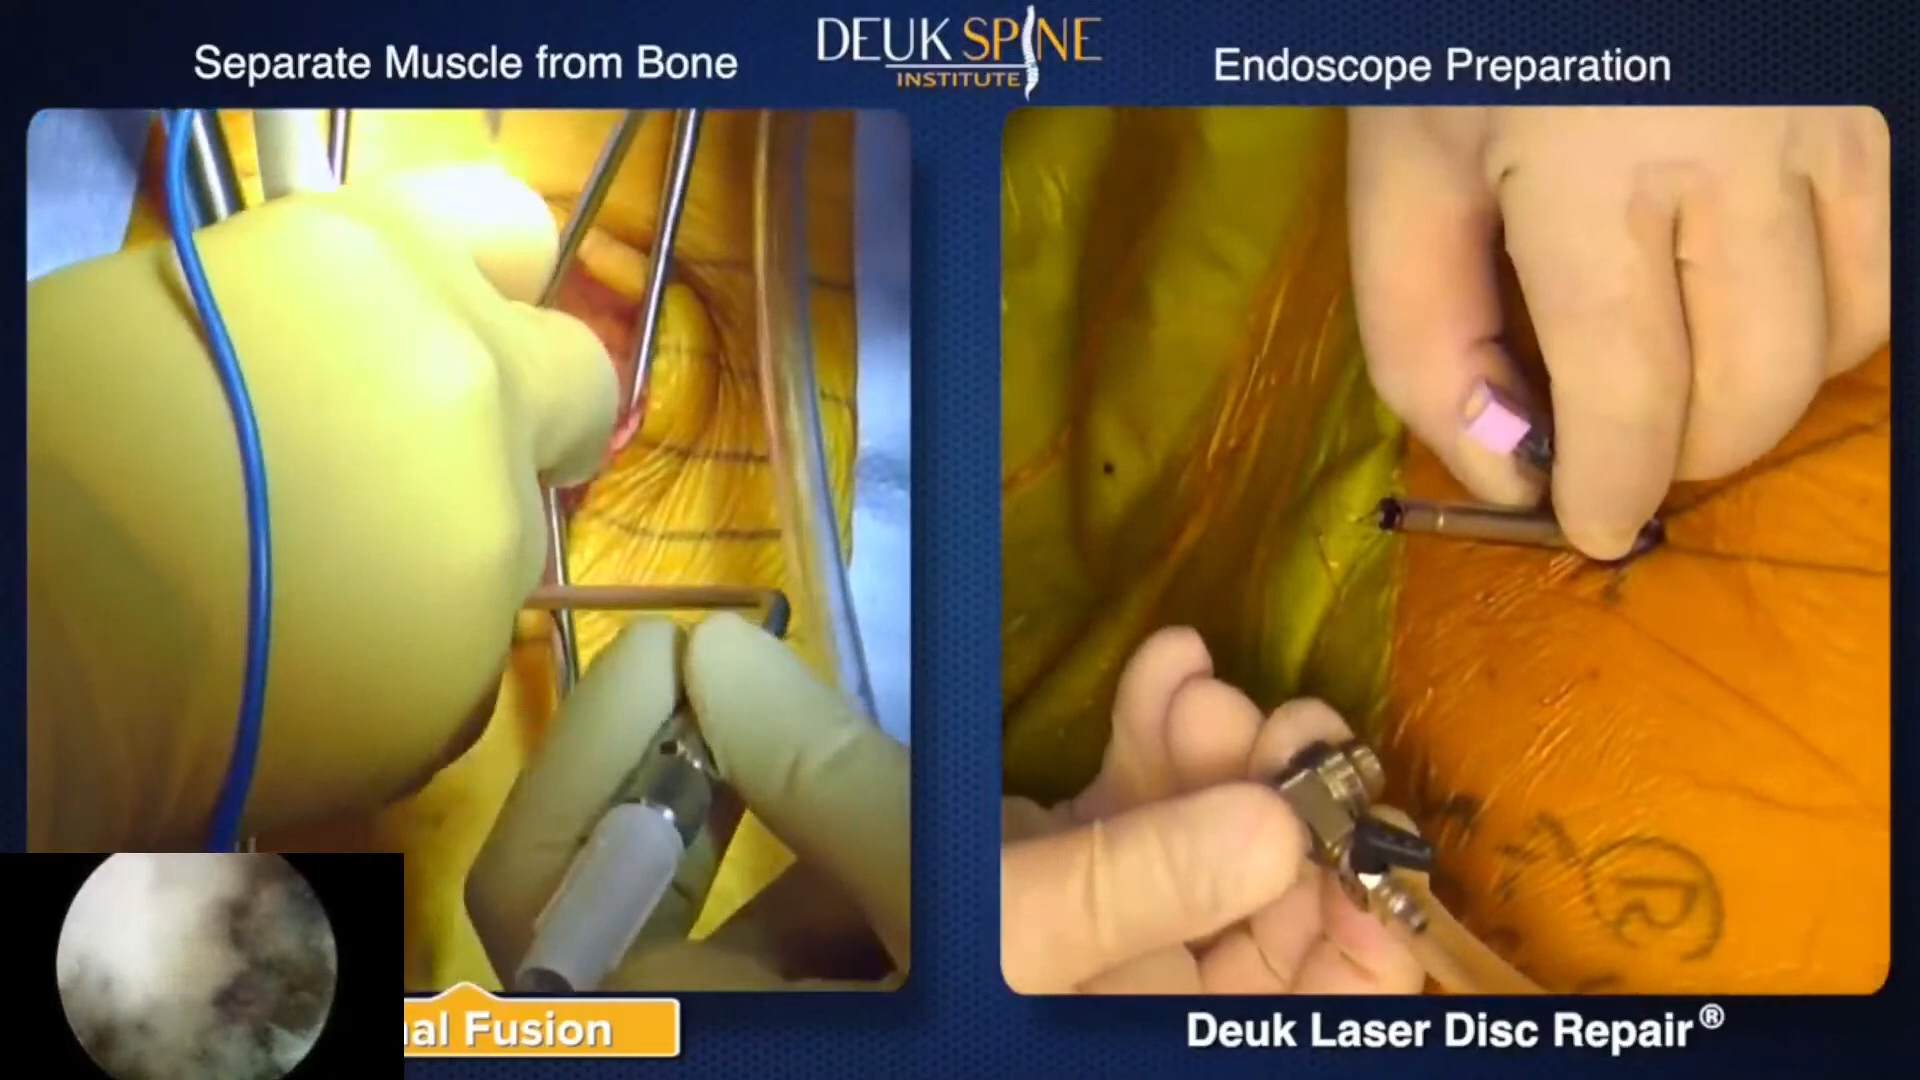 Separate Muscle from Bone
DEUK SPINE
INSTITUTE
Endoscope Preparation
al Fusion
Deuk Laser Disc Repair®
R